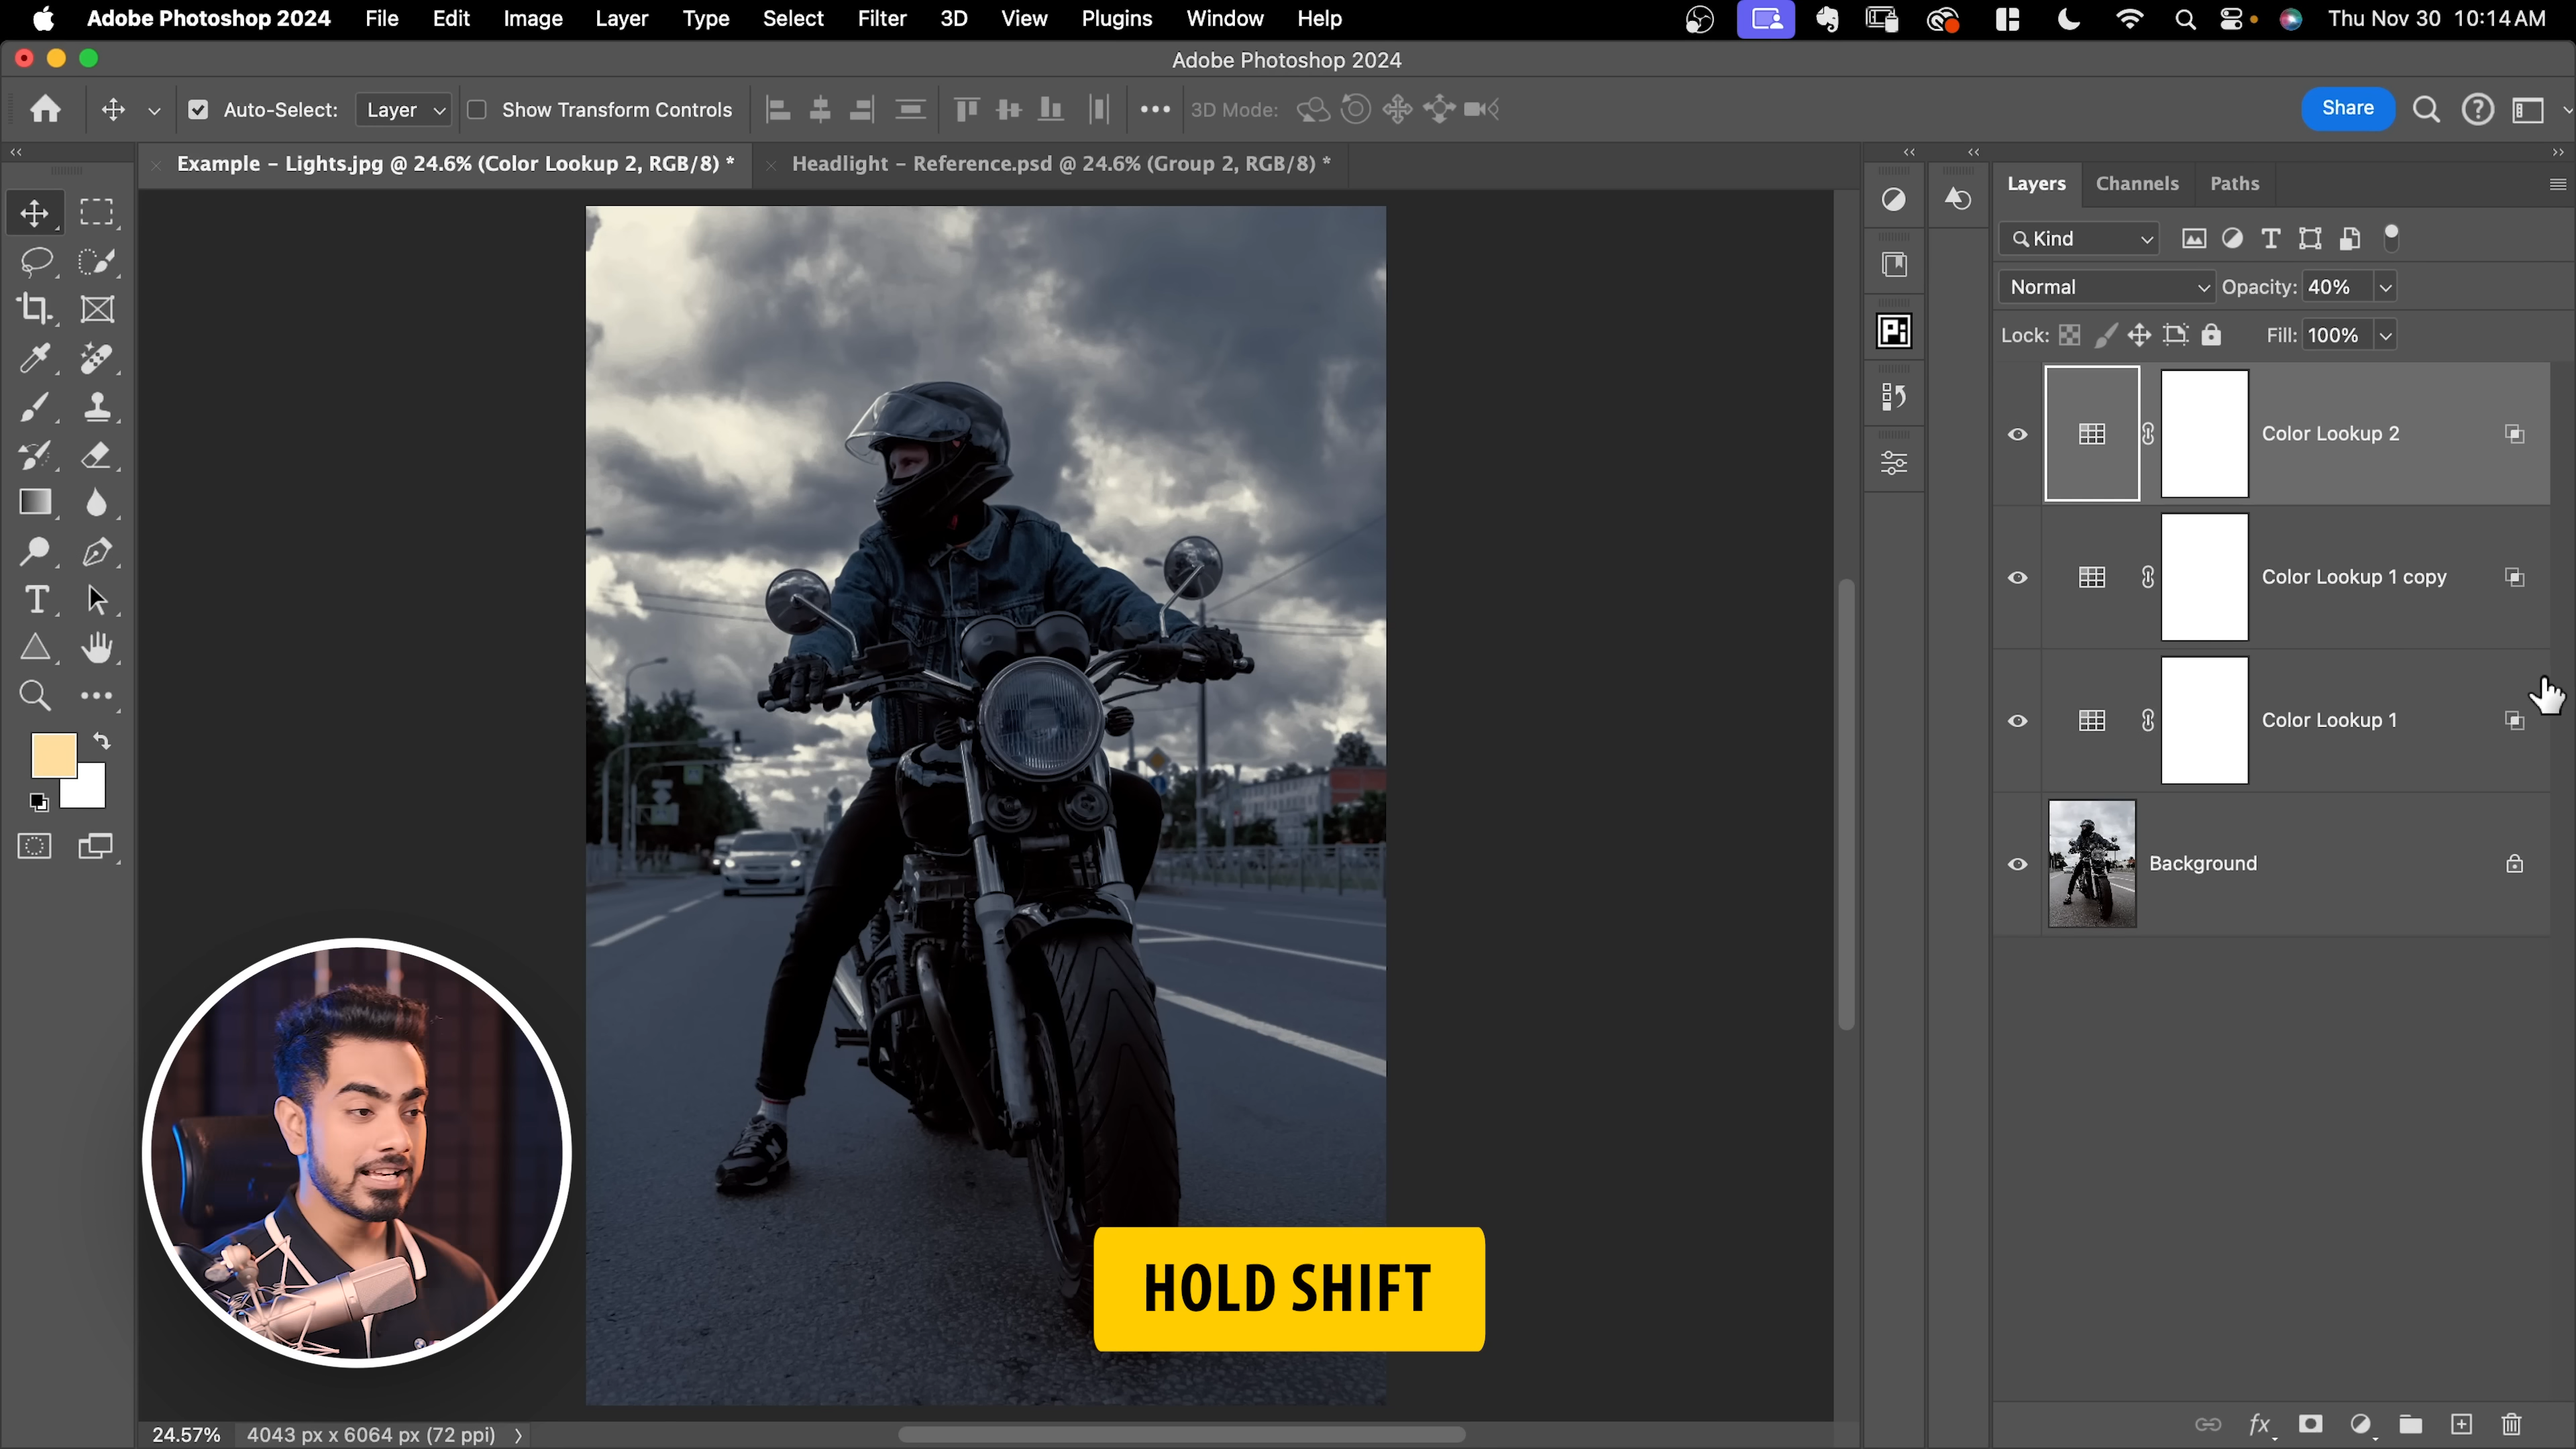 Adobe Photoshop 2024 File Edit Image Layer Type Select Filter 3D View Plugins Window Help Thu Nov 30 10:14 AM
Adobe Photoshop 2024
Auto-Select: Layer Show Transform Controls 3D Mode: Share
Example – Lights.jpg @ 24.6% (Color Lookup 2, RGB/8) * Headlight – Reference.psd @ 24.6% (Group 2, RGB/8) *
Layers Channels Paths
Kind
Normal Opacity: 40%
Lock: Fill: 100%
Pi
Color Lookup 2
Color Lookup 1 copy
Color Lookup 1
Background
HOLD SHIFT
24.57% 4043 px x 6064 px (72 ppi)
fx